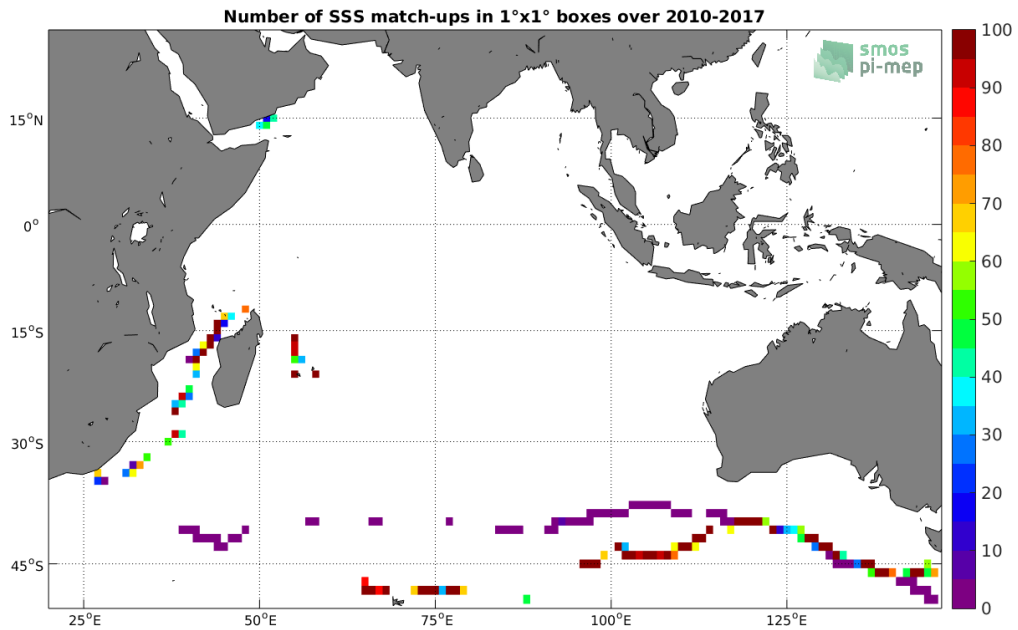 Number of SSS match-ups in 1°x1° boxes over 2010-2017
smos
pi-mep
15°N
0°
15°S
30°S
45°S
25°E
50°E
75°E
100°E
125°E
100
90
80
70
60
50
40
30
20
10
0